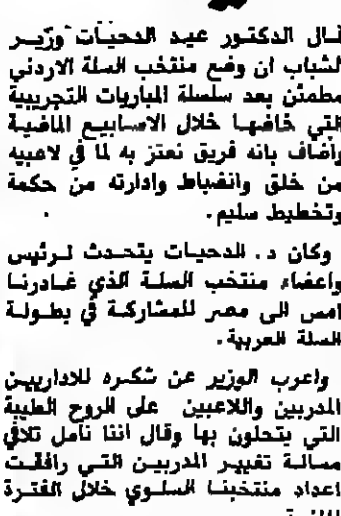 قال الدكتور عيد الدحيات وزير
الشباب ان وضع منتخب السلة الاردني
مطمئن بعد سلسلة المباريات التجريبية
التي خاضها خلال الاسابيع الماضية
وأضاف بانه فريق نعتز به لما في لاعبيه
من خلق وانضباط وادارته من حكمة
وتخطيط سليم.
وكان د. الدحيات يتحدث لرئيس
واعضاء منتخب السلة الذي غادرنا
امس الى مصر للمشاركة في بطولة
السلة العربية.
واعرب الوزير عن شكره للاداريين
المدربين واللاعبين على الروح الطيبة
التي يتحلون بها وقال اننا نامل تلافي
مسالة تغيير المدربين التي رافقت
اعداد منتخبنا السلوي خلال الفترة